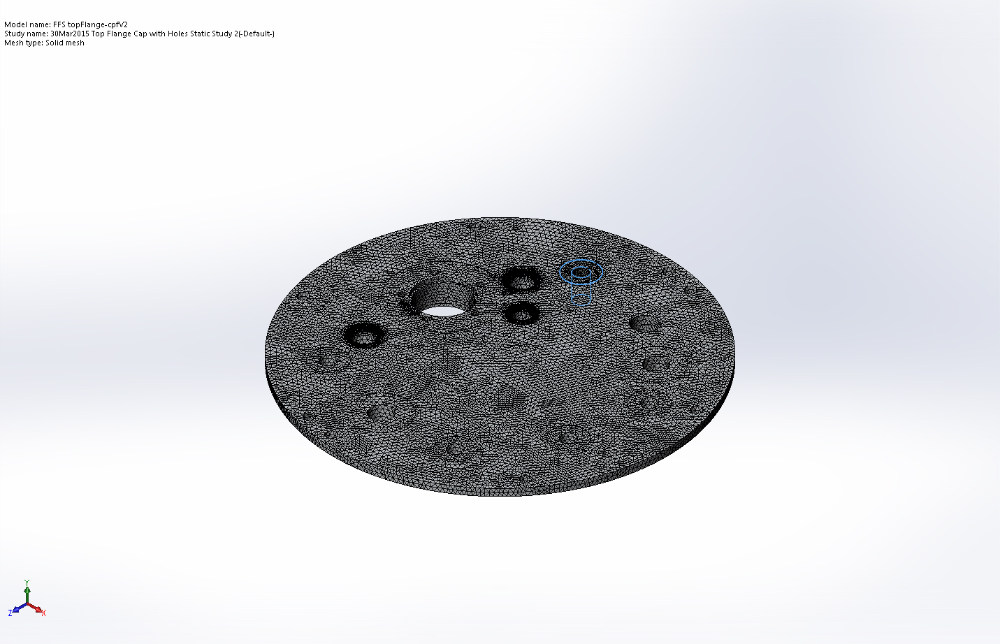 Model name: FFS topFlange-cpfV2
Study name: 30Mar2015 Top Flange Cap with Holes Static Study 2(-Default-)
Mesh type: Solid mesh
Y
Z
X